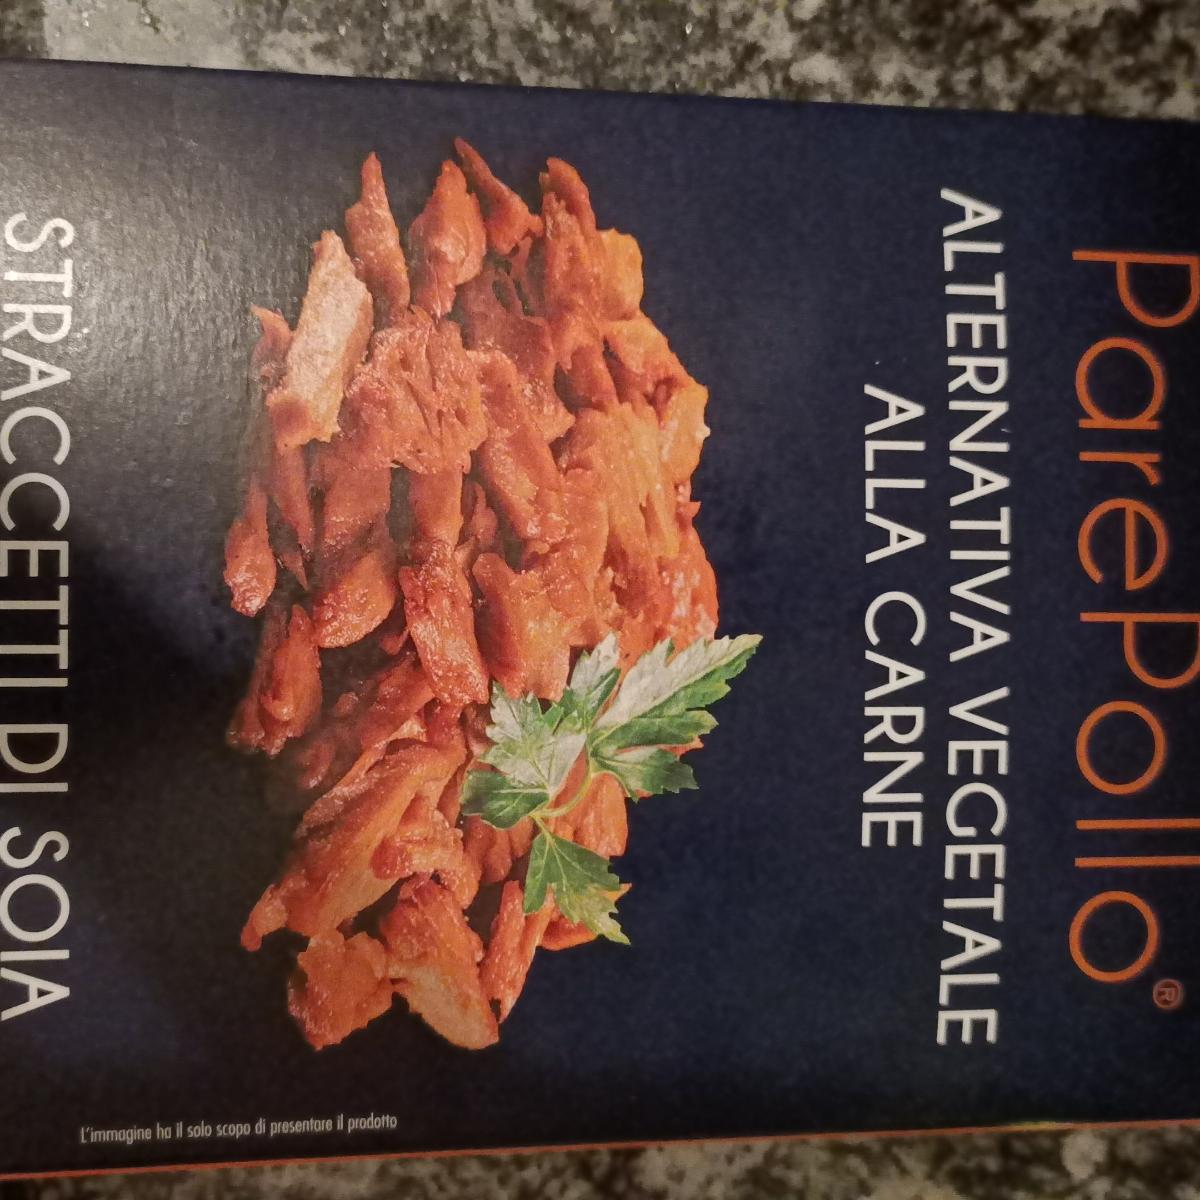 ParePollo®
ALTERNATIVA VEGETALE
ALLA CARNE
STRACCETTI DI SOIA
L'immagine ha il solo scopo di presentare il prodotto